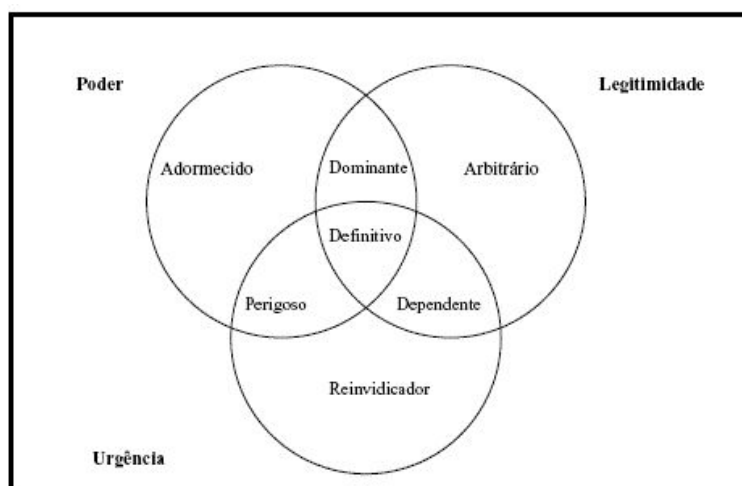 Poder
Legitimidade
Adormecido
Dominante
Arbitrário
Definitivo
Perigoso
Dependente
Reinvidicador
Urgência